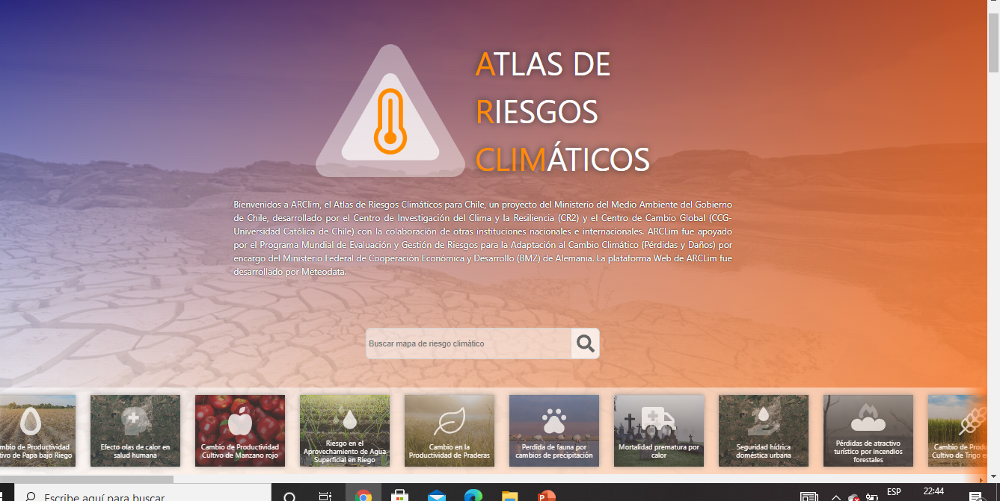 ATLAS DE
RIESGOS
CLIMÁTICOS
Bienvenidos a ARClim, el Atlas de Riesgos Climáticos para Chile, un proyecto del Ministerio del Medio Ambiente del Gobierno
de Chile, desarrollado por el Centro de Investigación del Clima y la Resiliencia (CR2) y el Centro de Cambio Global (CCG-
Universidad Católica de Chile) con la colaboración de otras instituciones nacionales e internacionales. ARCLim fue apoyado
por el Programa Mundial de Evaluación y Gestión de Riesgos para la Adaptación al Cambio Climático (Pérdidas y Daños) por
encargo del Ministerio Federal de Cooperación Económica y Desarrollo (BMZ) de Alemania. La plataforma Web de ARCLim fue
desarrollado por Meteodata.
Buscar mapa de riesgo climático
mbio de Productividad
tivo de Papa bajo Riego
Efecto olas de calor en
salud humana
Cambio de Productividad
Cultivo de Manzano rojo
Riesgo en el
Aprovechamiento de Agua
Superficial en Riego
Cambio en la
Productividad de Praderas
Perdida de fauna por
cambios de precipitación
Mortalidad prematura por
calor
Seguridad hídrica
doméstica urbana
Pérdidas de atractivo
turístico por incendios
forestales
Cambio de Produ
Cultivo de Trigo e
Escribe aquí para buscar
ESP
22:44